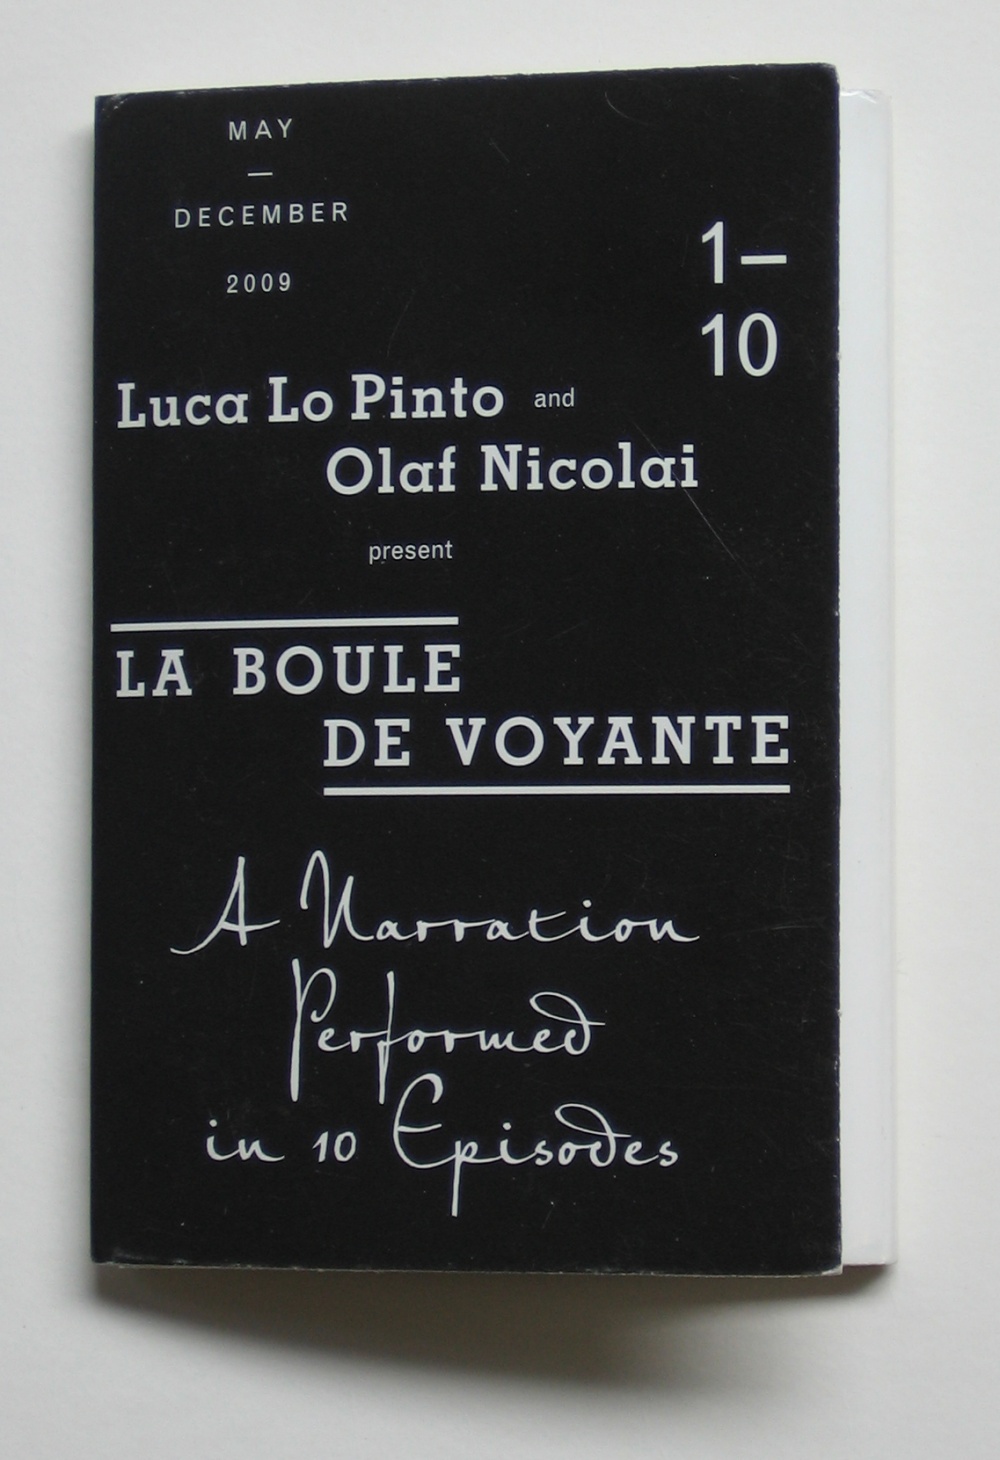 MAY
—
DECEMBER
2009
1–
10
Luca Lo Pinto and
Olaf Nicolai
present
LA BOULE
DE VOYANTE
A Narration
Performed
in 10 Episodes